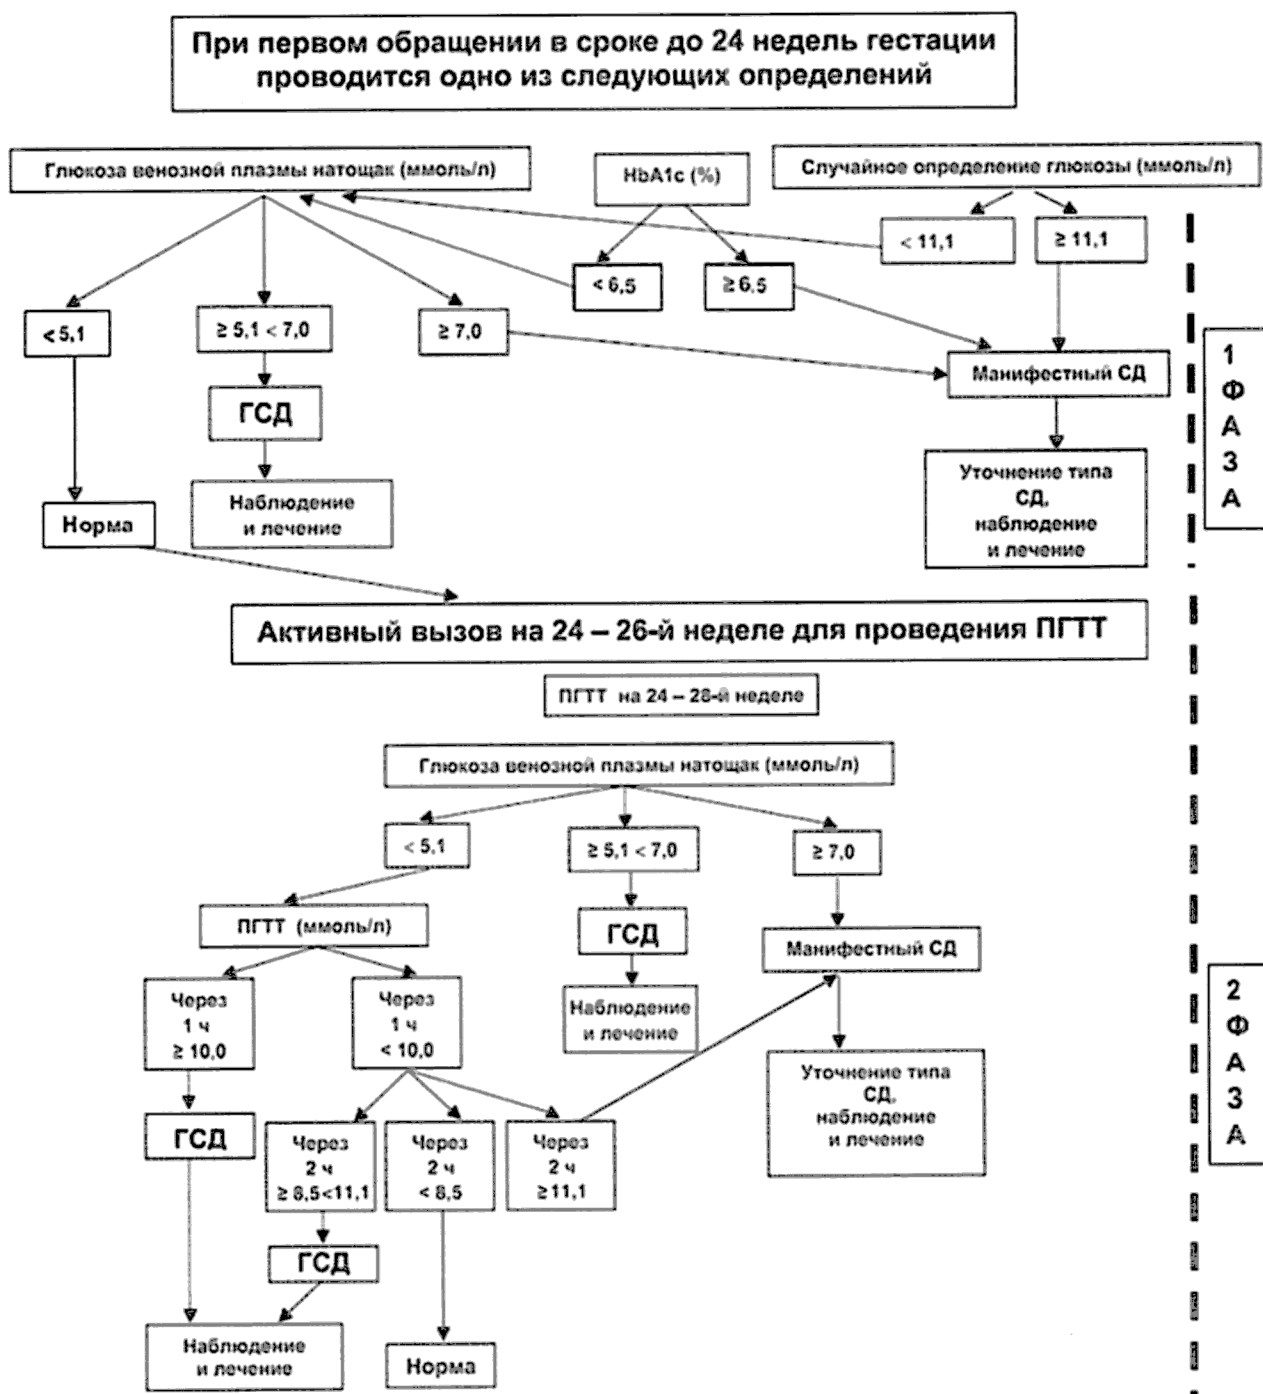 При первом обращении в сроке до 24 недель гестации
проводится одно из следующих определений
Глюкоза венозной плазмы натощак (ммоль/л)
HbA1c (%)
Случайное определение глюкозы (ммоль/л)
< 11,1
≥ 11,1
< 6,5
≥ 6,5
< 5,1
≥ 5,1 < 7,0
≥ 7,0
Манифестный СД
ГСД
Уточнение типа
СД,
наблюдение
и лечение
Наблюдение
и лечение
Норма
1
Ф
А
З
А
Активный вызов на 24 – 26-й неделе для проведения ПГТТ
ПГТТ на 24 – 28-й неделе
Глюкоза венозной плазмы натощак (ммоль/л)
< 5,1
≥ 5,1 < 7,0
≥ 7,0
ПГТТ (ммоль/л)
ГСД
Манифестный СД
Через
1 ч
≥ 10,0
Через
1 ч
< 10,0
Наблюдение
и лечение
Уточнение типа
СД,
наблюдение
и лечение
ГСД
Через
2 ч
≥ 8,5<11,1
Через
2 ч
< 8,5
Через
2 ч
≥11,1
ГСД
Наблюдение
и лечение
Норма
2
Ф
А
З
А